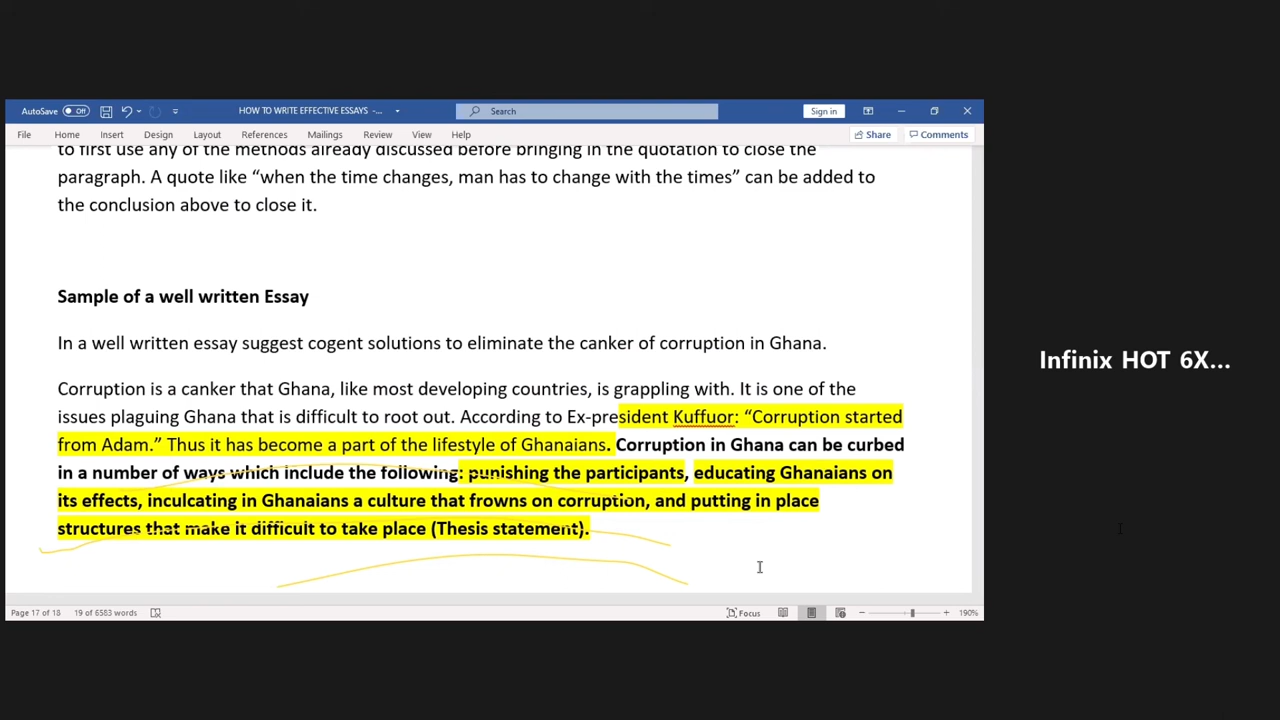 AutoSave Off HOW TO WRITE EFFECTIVE ESSAYS -... Search Sign in
File Home Insert Design Layout References Mailings Review View Help Share Comments
to first use any of the methods already discussed before bringing in the quotation to close the
paragraph. A quote like “when the time changes, man has to change with the times” can be added to
the conclusion above to close it.
Sample of a well written Essay
In a well written essay suggest cogent solutions to eliminate the canker of corruption in Ghana.
Corruption is a canker that Ghana, like most developing countries, is grappling with. It is one of the
issues plaguing Ghana that is difficult to root out. According to Ex-president Kuffuor: “Corruption started
from Adam.” Thus it has become a part of the lifestyle of Ghanaians. Corruption in Ghana can be curbed
in a number of ways which include the following: punishing the participants, educating Ghanaians on
its effects, inculcating in Ghanaians a culture that frowns on corruption, and putting in place
structures that make it difficult to take place (Thesis statement).
Infinix HOT 6X...
Page 17 of 18 19 of 6583 words Focus 190%